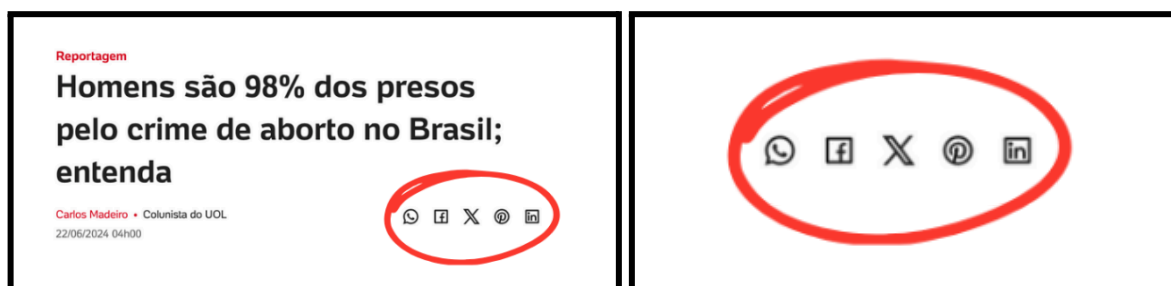 Reportagem
Homens são 98% dos presos
pelo crime de aborto no Brasil;
entenda
Carlos Madeiro • Colunista do UOL
22/06/2024 04h00